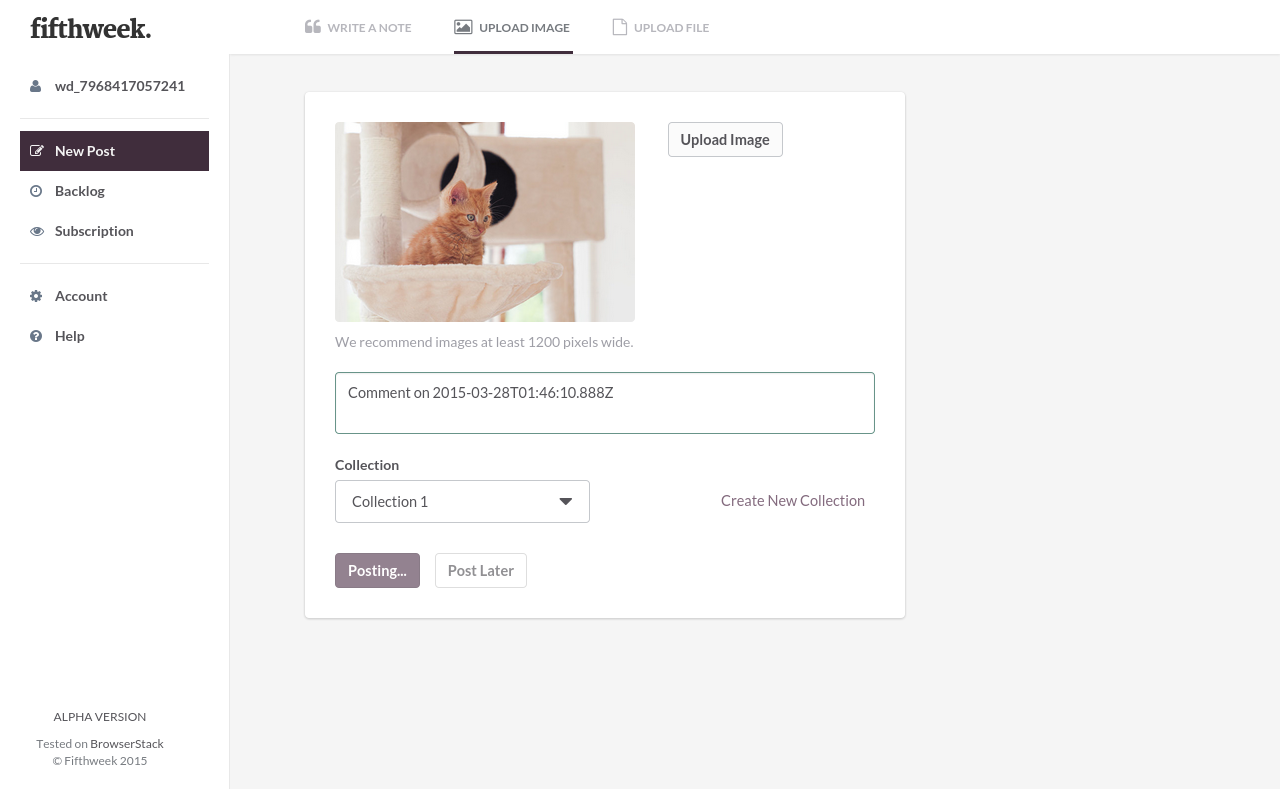 fifthweek.
WRITE A NOTE
UPLOAD IMAGE
UPLOAD FILE
wd_7968417057241
New Post
Backlog
Subscription
Account
Help
Upload Image
We recommend images at least 1200 pixels wide.
Comment on 2015-03-28T01:46:10.888Z
Collection
Collection 1
Create New Collection
Posting...
Post Later
ALPHA VERSION
Tested on BrowserStack
© Fifthweek 2015